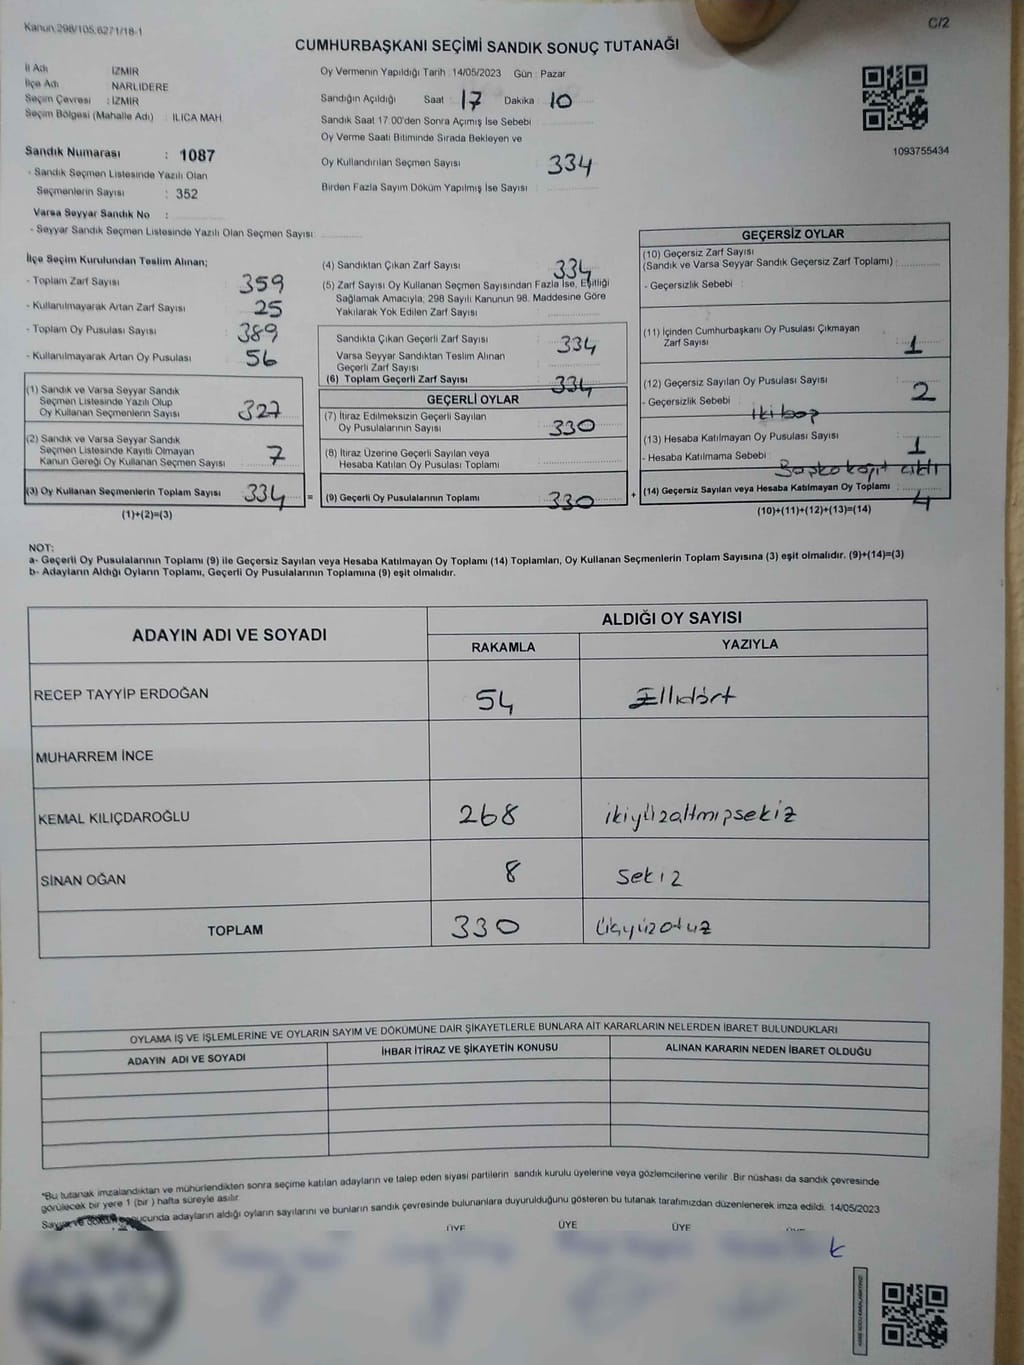 Kanun.298/105,6271/18-1
C/2
CUMHURBAŞKANI SEÇİMİ SANDIK SONUÇ TUTANAĞI
İl Adı İZMİR
İlçe Adı NARLIDERE
Seçim Çevresi : İZMİR
Seçim Bölgesi (Mahalle Adı) : ILICA MAH
Sandık Numarası : 1087
- Sandık Seçmen Listesinde Yazılı Olan
Seçmenlerin Sayısı : 352
Varsa Seyyar Sandık No :
- Seyyar Sandık Seçmen Listesinde Yazılı Olan Seçmen Sayısı:
Oy Vermenin Yapıldığı Tarih :14/05/2023 Gün : Pazar
Sandığın Açıldığı Saat : 17 Dakika : 10
Sandık Saat 17:00'den Sonra Açımış İse Sebebi :
Oy Verme Saati Bitiminde Sırada Bekleyen ve
Oy Kullandırılan Seçmen Sayısı : 334
Birden Fazla Sayım Döküm Yapılmış İse Sayısı :
1093755434
İlçe Seçim Kurulundan Teslim Alınan;
- Toplam Zarf Sayısı : 359
- Kullanılmayarak Artan Zarf Sayısı : 25
- Toplam Oy Pusulası Sayısı : 389
- Kullanılmayarak Artan Oy Pusulası : 56
(1) Sandık ve Varsa Seyyar Sandık
Seçmen Listesinde Yazılı Olup
Oy Kullanan Seçmenlerin Sayısı : 327
(2) Sandık ve Varsa Seyyar Sandık
Seçmen Listesinde Kayıtlı Olmayan
Kanun Gereği Oy Kullanan Seçmen Sayısı : 7
(3) Oy Kullanan Seçmenlerin Toplam Sayısı : 334
(1)+(2)=(3)
(4) Sandıktan Çıkan Zarf Sayısı : 334
(5) Zarf Sayısı Oy Kullanan Seçmen Sayısından Fazla İse, Eşitliği
Sağlamak Amacıyla; 298 Sayılı Kanunun 98. Maddesine Göre
Yakılarak Yok Edilen Zarf Sayısı :
Sandıkta Çıkan Geçerli Zarf Sayısı : 334
Varsa Seyyar Sandıktan Teslim Alınan
Geçerli Zarf Sayısı :
(6) Toplam Geçerli Zarf Sayısı : 334
GEÇERLİ OYLAR
(7) İtiraz Edilmeksizin Geçerli Sayılan
Oy Pusulalarının Sayısı : 330
(8) İtiraz Üzerine Geçerli Sayılan veya
Hesaba Katılan Oy Pusulası Toplamı :
= (9) Geçerli Oy Pusulalarının Toplamı : 330 +
GEÇERSİZ OYLAR
(10) Geçersiz Zarf Sayısı
(Sandık ve Varsa Seyyar Sandık Geçersiz Zarf Toplamı) :
- Geçersizlik Sebebi :
(11) İçinden Cumhurbaşkanı Oy Pusulası Çıkmayan
Zarf Sayısı : 1
(12) Geçersiz Sayılan Oy Pusulası Sayısı : 2
- Geçersizlik Sebebi :
(13) Hesaba Katılmayan Oy Pusulası Sayısı : 1
- Hesaba Katılmama Sebebi : Başka kağıt çıktı
(14) Geçersiz Sayılan veya Hesaba Katılmayan Oy Toplamı : 4
(10)+(11)+(12)+(13)=(14)
NOT:
a- Geçerli Oy Pusulalarının Toplamı (9) ile Geçersiz Sayılan veya Hesaba Katılmayan Oy Toplamı (14) Toplamları, Oy Kullanan Seçmenlerin Toplam Sayısına (3) eşit olmalıdır. (9)+(14)=(3)
b- Adayların Aldığı Oyların Toplamı, Geçerli Oy Pusulalarının Toplamına (9) eşit olmalıdır.
ADAYIN ADI VE SOYADI
ALDIĞI OY SAYISI
RAKAMLA YAZIYLA
RECEP TAYYİP ERDOĞAN 54 Ellidört
MUHARREM İNCE
KEMAL KILIÇDAROĞLU 268 ikiyüzaltmışsekiz
SİNAN OĞAN 8 Sekiz
TOPLAM 330 Üçyüzotuz
OYLAMA İŞ VE İŞLEMLERİNE VE OYLARIN SAYIM VE DÖKÜMÜNE DAİR ŞİKAYETLERLE BUNLARA AİT KARARLARIN NELERDEN İBARET BULUNDUKLARI
ADAYIN ADI VE SOYADI İHBAR İTİRAZ VE ŞİKAYETİN KONUSU ALINAN KARARIN NEDEN İBARET OLDUĞU
*Bu tutanak imzalandıktan ve mühürlendikten sonra seçime katılan adayların ve talep eden siyasi partilerin sandık kurulu üyelerine veya gözlemcilerine verilir. Bir nüshası da sandık çevresinde
görülecek bir yere 1 (bir ) hafta süreyle asılır.
Sayım ve döküm sonucunda adayların aldığı oyların sayılarını ve bunların sandık çevresinde bulunanlara duyurulduğunu gösteren bu tutanak tarafımızdan düzenlenerek imza edildi. 14/05/2023
ÜYE ÜYE ÜYE